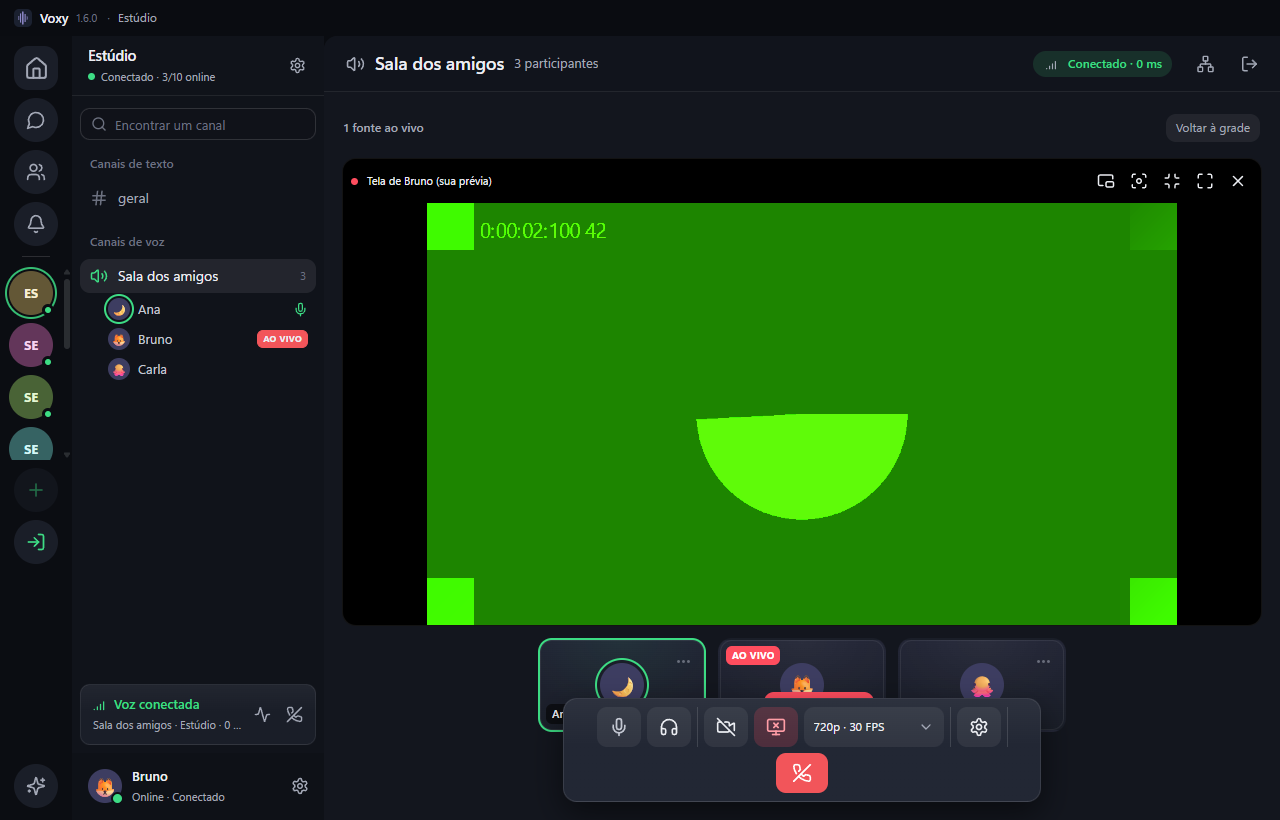 Voxy 1.6.0 · Estúdio
Estúdio
Conectado · 3/10 online
Encontrar um canal
Canais de texto
geral
Canais de voz
Sala dos amigos 3
Ana
Bruno AO VIVO
Carla
ES
SE
SE
SE
Voz conectada
Sala dos amigos · Estúdio · 0 ...
Bruno
Online · Conectado
Sala dos amigos 3 participantes
Conectado · 0 ms
1 fonte ao vivo
Voltar à grade
Tela de Bruno (sua prévia)
0:00:02:100 42
AO VIVO
720p · 30 FPS